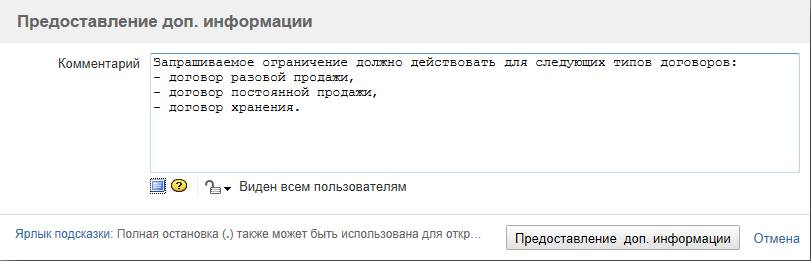 Предоставление доп. информации
Комментарий
Запрашиваемое ограничение должно действовать для следующих типов договоров:
- договор разовой продажи,
- договор постоянной продажи,
- договор хранения.
Виден всем пользователям
Ярлык подсказки: Полная остановка (.) также может быть использована для откр...
Предоставление доп. информации
Отмена